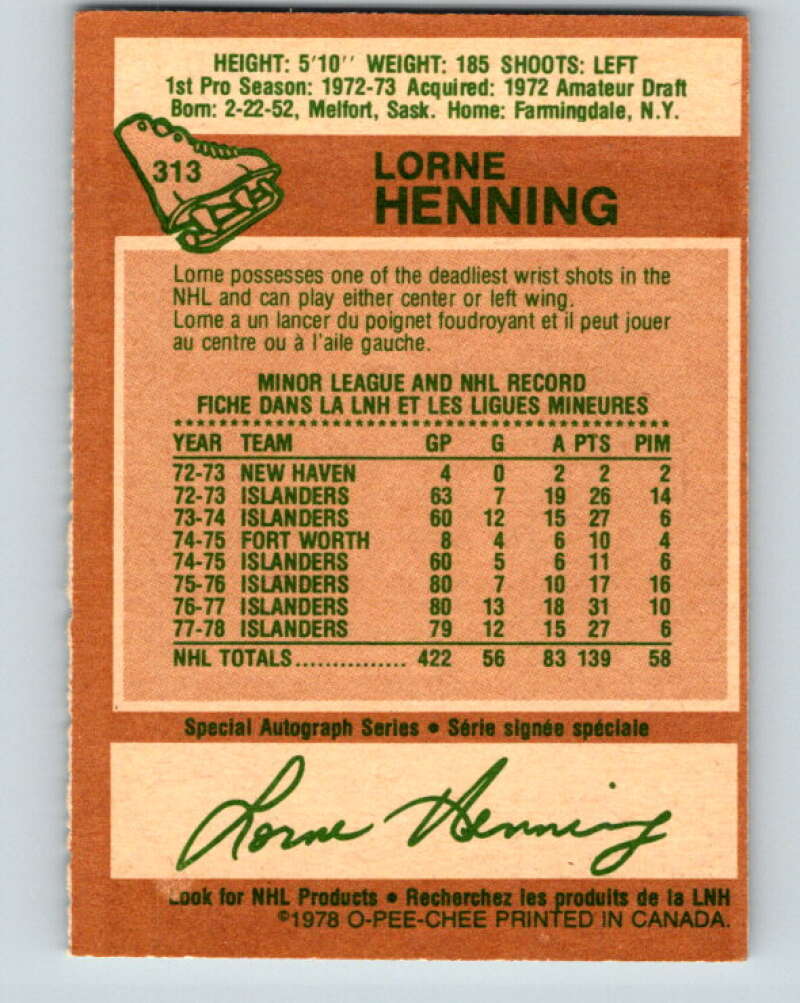 HEIGHT: 5'10'' WEIGHT: 185 SHOOTS: LEFT
1st Pro Season: 1972-73 Acquired: 1972 Amateur Draft
Born: 2-22-52, Melfort, Sask. Home: Farmingdale, N.Y.
313
LORNE
HENNING
Lorne possesses one of the deadliest wrist shots in the
NHL and can play either center or left wing.
Lorne a un lancer du poignet foudroyant et il peut jouer
au centre ou à l'aile gauche.
MINOR LEAGUE AND NHL RECORD
FICHE DANS LA LNH ET LES LIGUES MINEURES
YEAR TEAM GP G A PTS PIM
72-73 NEW HAVEN 4 0 2 2 2
72-73 ISLANDERS 63 7 19 26 14
73-74 ISLANDERS 60 12 15 27 6
74-75 FORT WORTH 8 4 6 10 4
74-75 ISLANDERS 60 5 6 11 6
75-76 ISLANDERS 80 7 10 17 16
76-77 ISLANDERS 80 13 18 31 10
77-78 ISLANDERS 79 12 15 27 6
NHL TOTALS............... 422 56 83 139 58
Special Autograph Series • Série signée spéciale
Lorne Henning
Look for NHL Products • Recherchez les produits de la LNH
©1978 O-PEE-CHEE PRINTED IN CANADA.